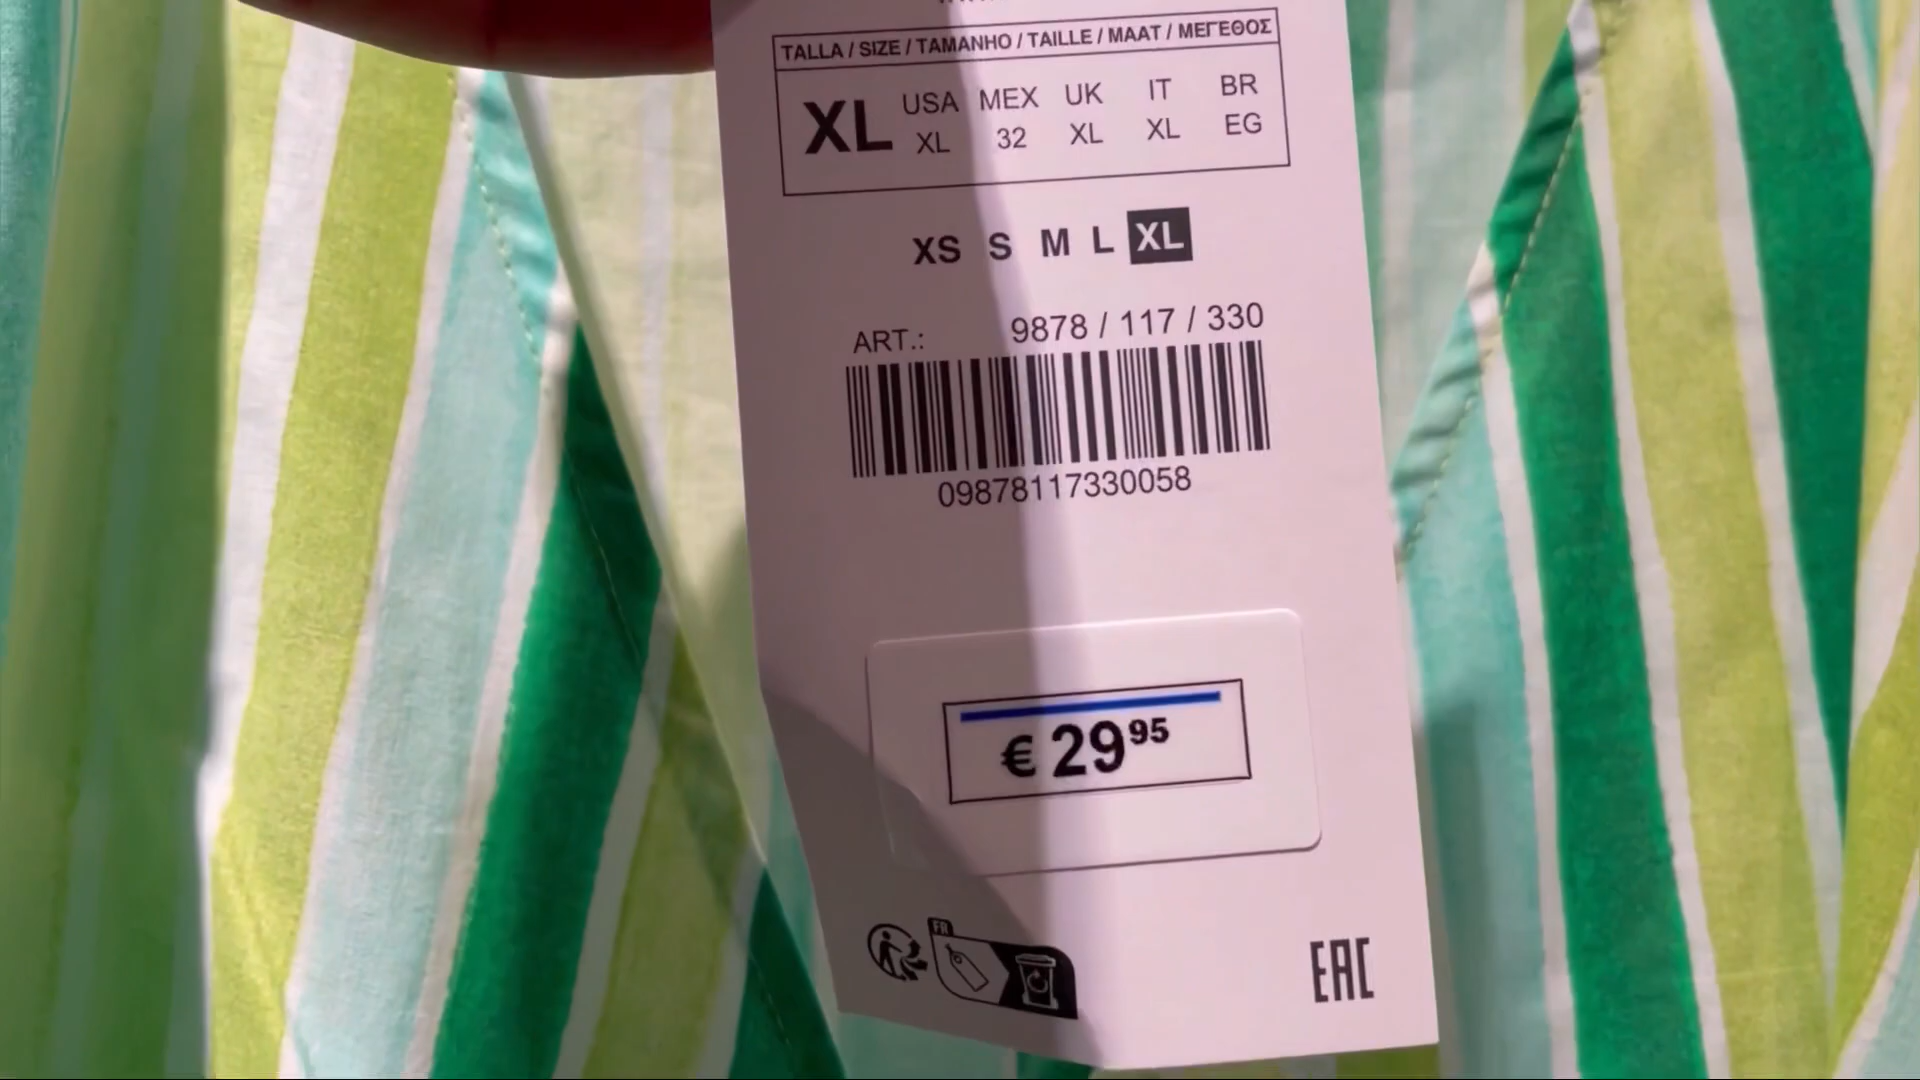 TALLA / SIZE / TAMANHO / TAILLE / MAAT / ΜΕΓΕΘΟΣ
XL USA MEX UK IT BR
XL 32 XL XL EG
XS S M L XL
ART.: 9878 / 117 / 330
09878117330058
€ 29 95
FR
EAC